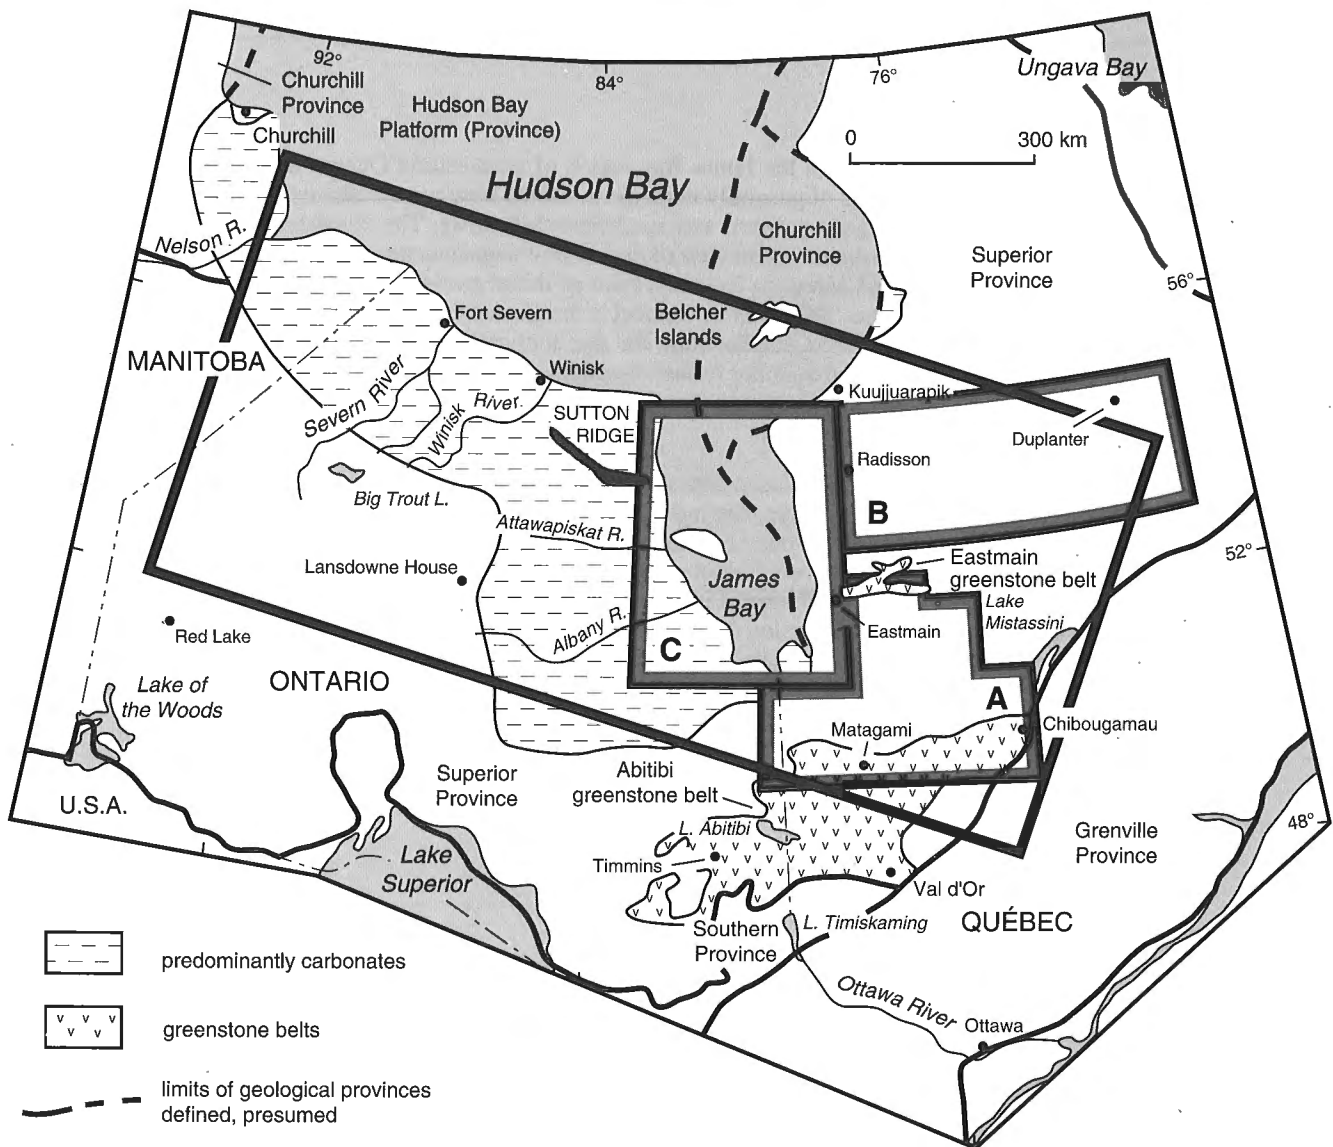 92°
84°
76°
Ungava Bay
Churchill
Province
Churchill
Hudson Bay
Platform (Province)
0
300 km
Hudson Bay
Nelson R.
Churchill
Province
Superior
Province
56°
Belcher
Islands
Fort Severn
MANITOBA
Winisk
Kuujjuarapik
Severn River
Winisk
River.
SUTTON
RIDGE
Duplanter
Radisson
B
Big Trout L.
Attawapiskat R.
52°
Eastmain
greenstone belt
Lansdowne House
James
Bay
Lake
Mistassini
Red Lake
Albany R.
Eastmain
C
ONTARIO
Lake of
the Woods
A
Matagami
Chibougamau
Superior
Province
Abitibi
greenstone belt
U.S.A.
L. Abitibi
Grenville
Province
48°
Lake
Superior
Timmins
Val d'Or
Southern
Province
L. Timiskaming
QUÉBEC
Ottawa River
Ottawa
predominantly carbonates
greenstone belts
limits of geological provinces
defined, presumed